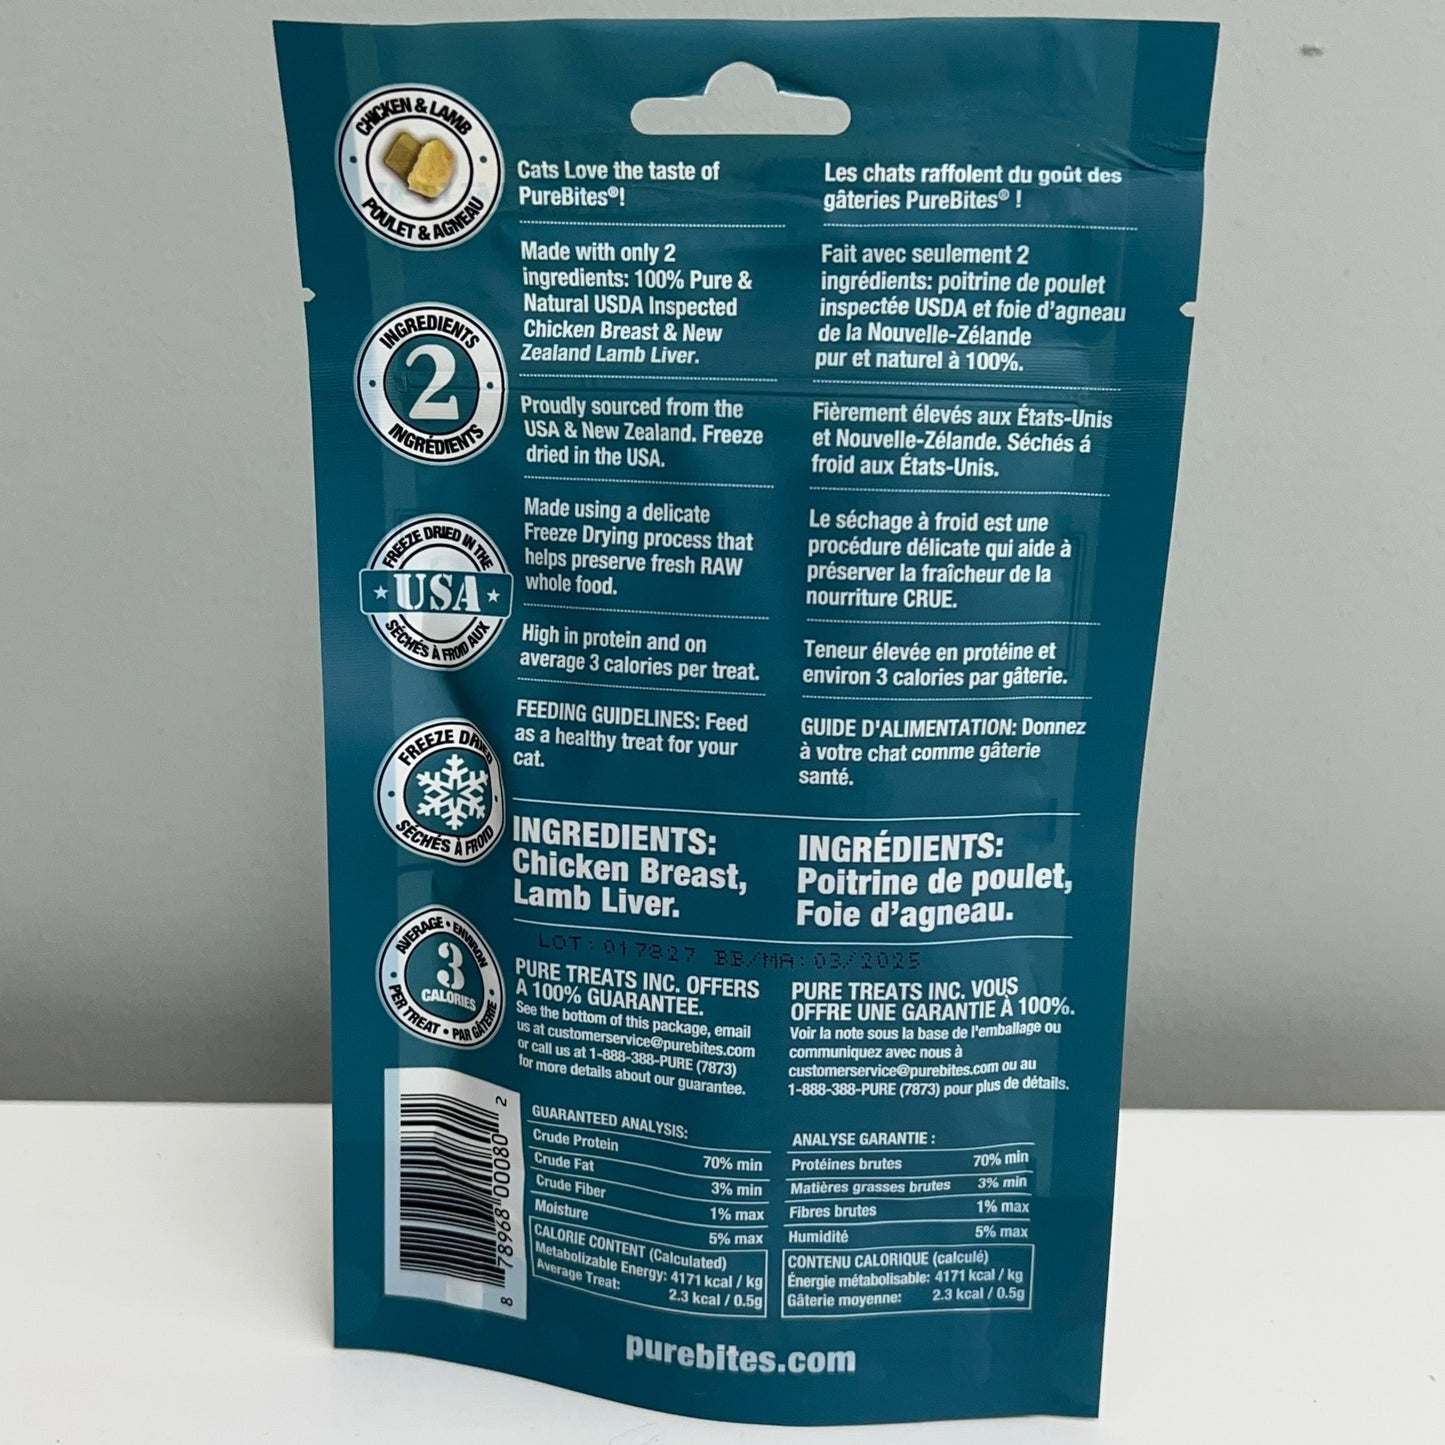 CHICKEN & LAMB
POULET & AGNEAU
INGREDIENTS
2
INGRÉDIENTS
FREEZE DRIED IN THE
USA
SÉCHÉS À FROID AUX
FREEZE DRIED
SÉCHÉS À FROID
AVERAGE • ENVIRON
3
CALORIES
PER TREAT • PAR GÂTERIE •
Cats Love the taste of
PureBites®!
Made with only 2
ingredients: 100% Pure &
Natural USDA Inspected
Chicken Breast & New
Zealand Lamb Liver.
Proudly sourced from the
USA & New Zealand. Freeze
dried in the USA.
Made using a delicate
Freeze Drying process that
helps preserve fresh RAW
whole food.
High in protein and on
average 3 calories per treat.
FEEDING GUIDELINES: Feed
as a healthy treat for your
cat.
INGREDIENTS:
Chicken Breast,
Lamb Liver.
Les chats raffolent du goût des
gâteries PureBites® !
Fait avec seulement 2
ingrédients: poitrine de poulet
inspectée USDA et foie d'agneau
de la Nouvelle-Zélande
pur et naturel à 100%.
Fièrement élevés aux États-Unis
et Nouvelle-Zélande. Séchés á
froid aux États-Unis.
Le séchage à froid est une
procédure délicate qui aide à
préserver la fraîcheur de la
nourriture CRUE.
Teneur élevée en protéine et
environ 3 calories par gâterie.
GUIDE D'ALIMENTATION: Donnez
à votre chat comme gâterie
santé.
INGRÉDIENTS:
Poitrine de poulet,
Foie d'agneau.
LOT:017827 BB/MA:03/2025
PURE TREATS INC. OFFERS
A 100% GUARANTEE.
See the bottom of this package, email
us at customerservice@purebites.com
or call us at 1-888-388-PURE (7873)
for more details about our guarantee.
PURE TREATS INC. VOUS
OFFRE UNE GARANTIE À 100%.
Voir la note sous la base de l'emballage ou
communiquez avec nous à
customerservice@purebites.com ou au
1-888-388-PURE (7873) pour plus de détails.
GUARANTEED ANALYSIS:
Crude Protein 70% min
Crude Fat 3% min
Crude Fiber 1% max
Moisture 5% max
CALORIE CONTENT (Calculated)
Metabolizable Energy: 4171 kcal / kg
Average Treat: 2.3 kcal / 0.5g
ANALYSE GARANTIE :
Protéines brutes 70% min
Matières grasses brutes 3% min
Fibres brutes 1% max
Humidité 5% max
CONTENU CALORIQUE (calculé)
Énergie métabolisable: 4171 kcal / kg
Gâterie moyenne: 2.3 kcal / 0.5g
8 78968 00080 2
purebites.com